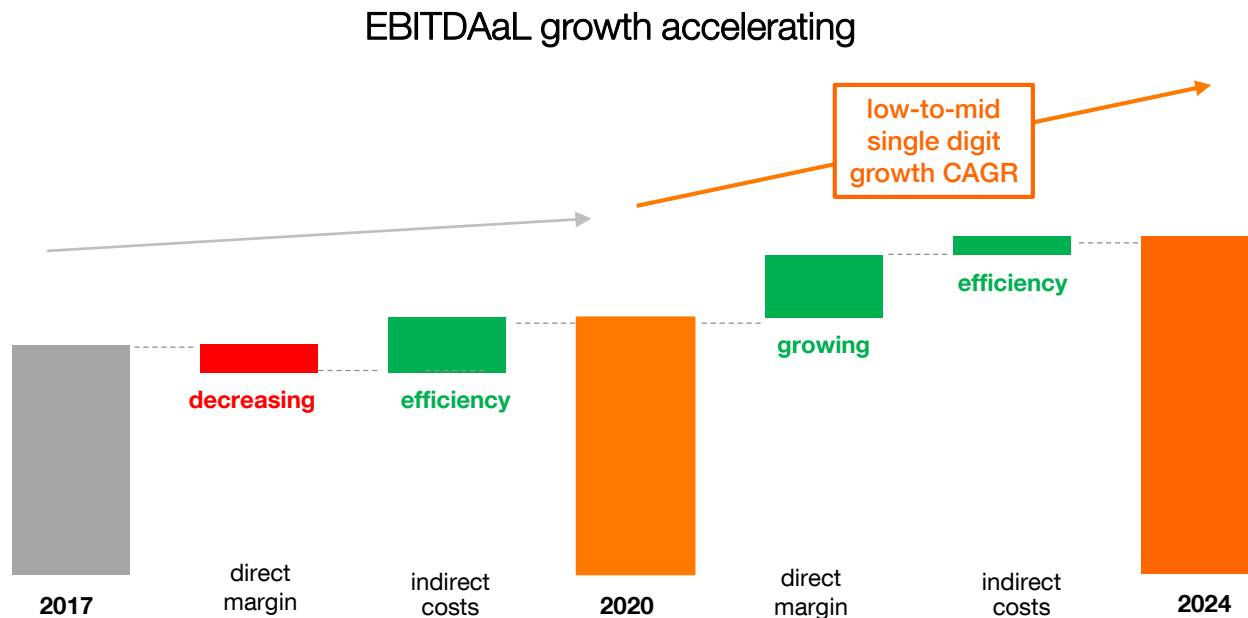 EBITDAaL growth accelerating
low-to-mid
single digit
growth CAGR
decreasing
efficiency
growing
efficiency
2017
direct
margin
indirect
costs
2020
direct
margin
indirect
costs
2024